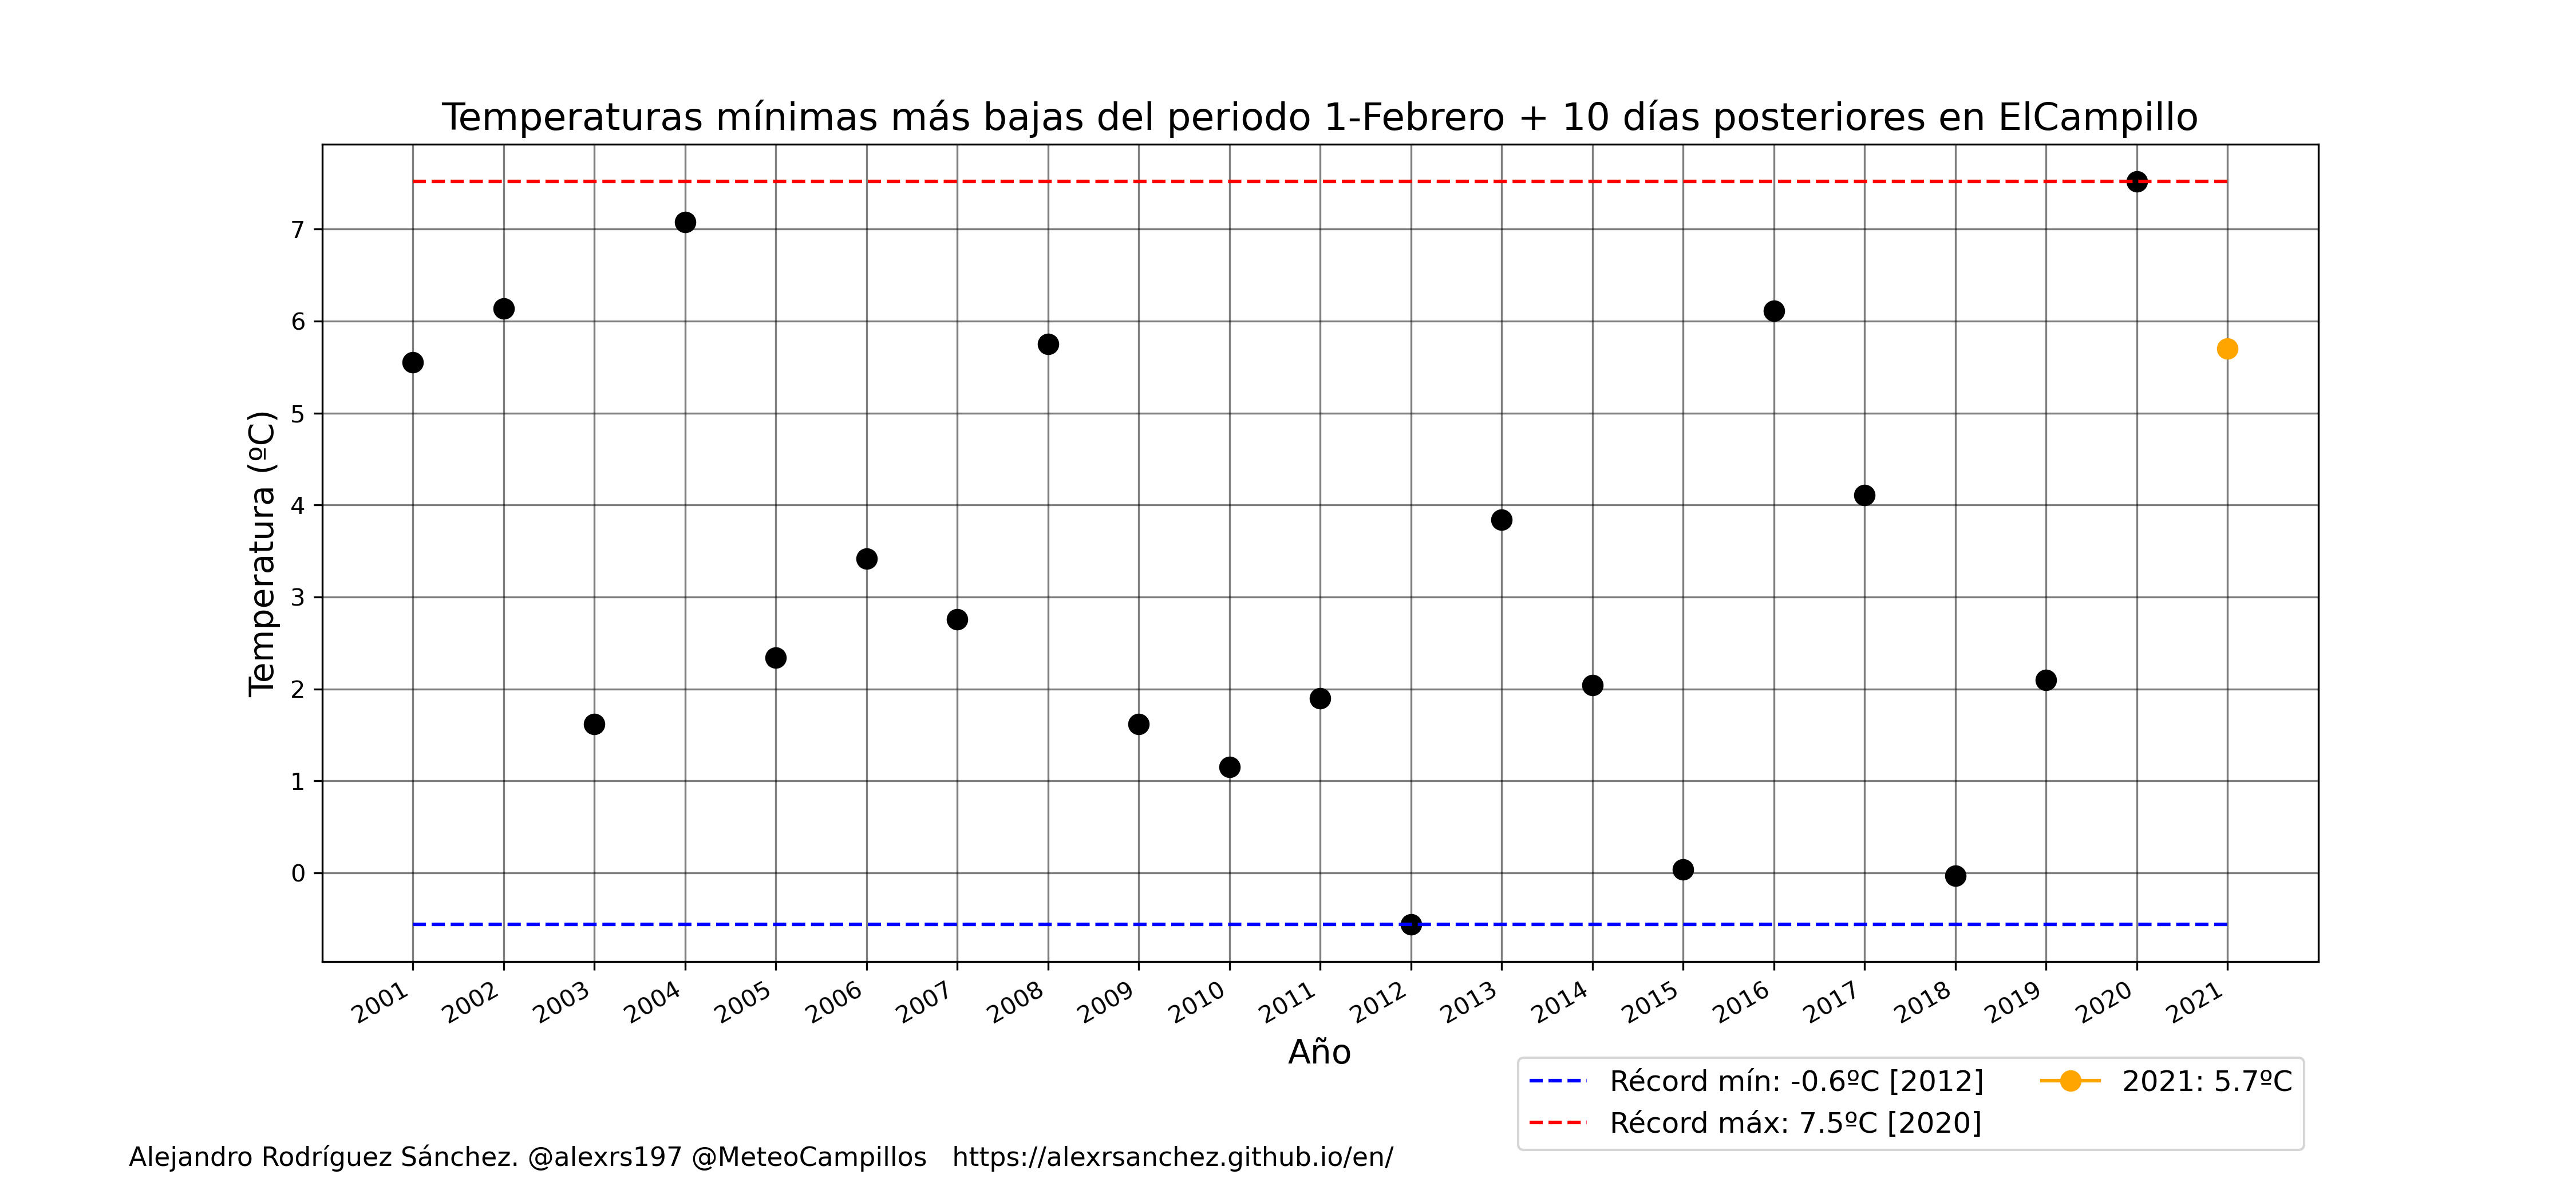 Temperaturas mínimas más bajas del periodo 1-Febrero + 10 días posteriores en ElCampillo
Temperatura (ºC)
7
6
5
4
3
2
1
0
2001 2002 2003 2004 2005 2006 2007 2008 2009 2010 2011 2012 2013 2014 2015 2016 2017 2018 2019 2020 2021
Año
Récord mín: -0.6ºC [2012]
Récord máx: 7.5ºC [2020]
2021: 5.7ºC
Alejandro Rodríguez Sánchez. @alexrs197 @MeteoCampillos https://alexrsanchez.github.io/en/